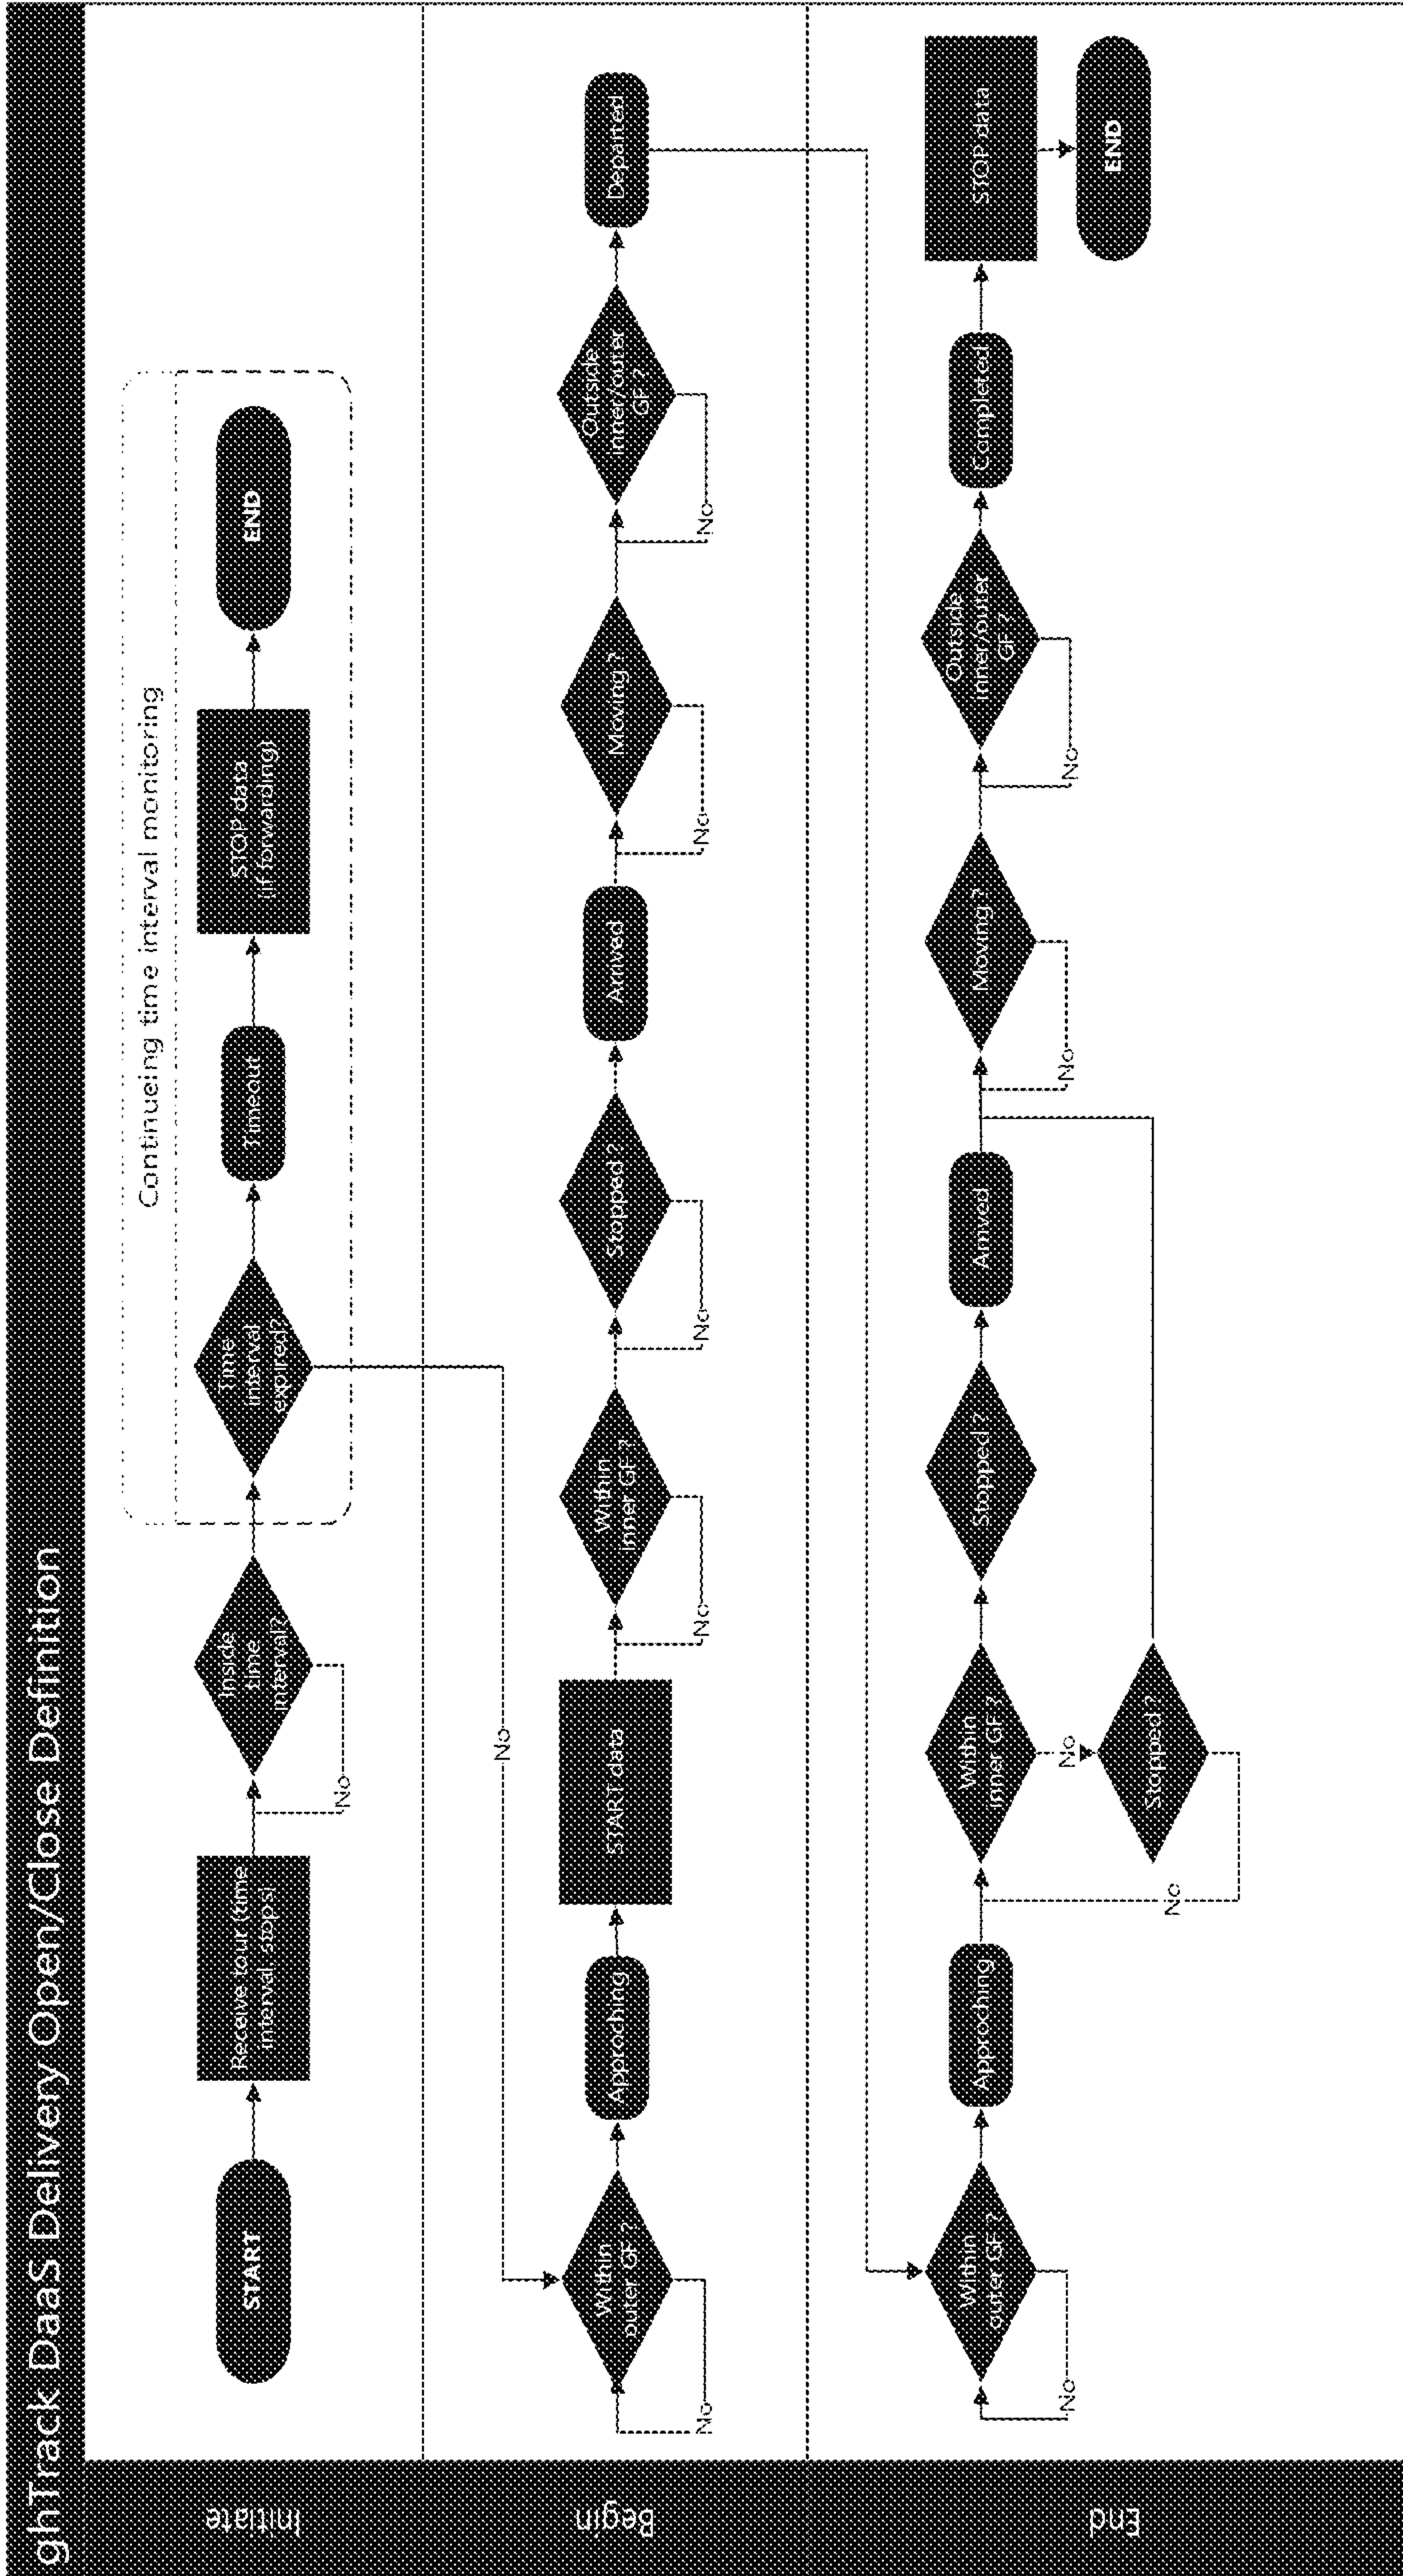 ghTrack DaaS Delivery Open/Close Definition
Initiate
START
Receive tour (time
interval, stops)
Inside
time
interval?
No
Continueing time interval monitoring
Time
interval
expired?
Timeout
STOP data
(if forwarding)
END
No
Begin
Within
outer GF ?
No
Approching
START data
Within
inner GF ?
No
Stopped ?
No
Arrived
Moving ?
No
Outside
inner/outer
GF ?
No
Departed
End
Within
outer GF ?
No
Approching
Within
inner GF ?
No
Stopped ?
No
Stopped ?
Arrived
Moving ?
No
Outside
inner/outer
GF ?
No
Completed
STOP data
END